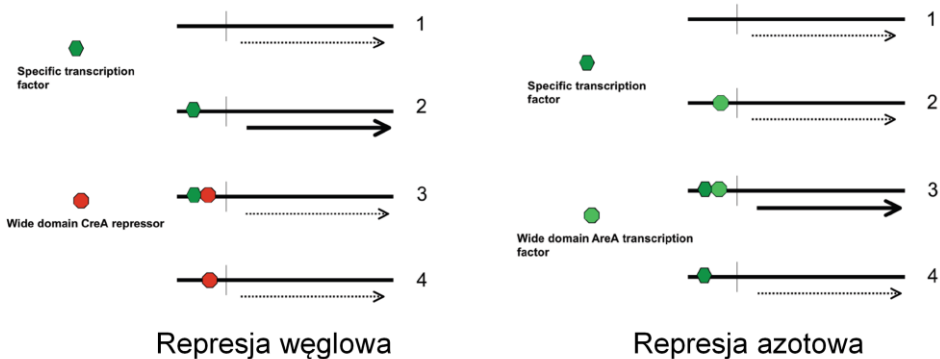 1
Specific transcription
factor
2
3
Wide domain CreA repressor
4
Represja węglowa
1
Specific transcription
factor
2
3
Wide domain AreA transcription
factor
4
Represja azotowa